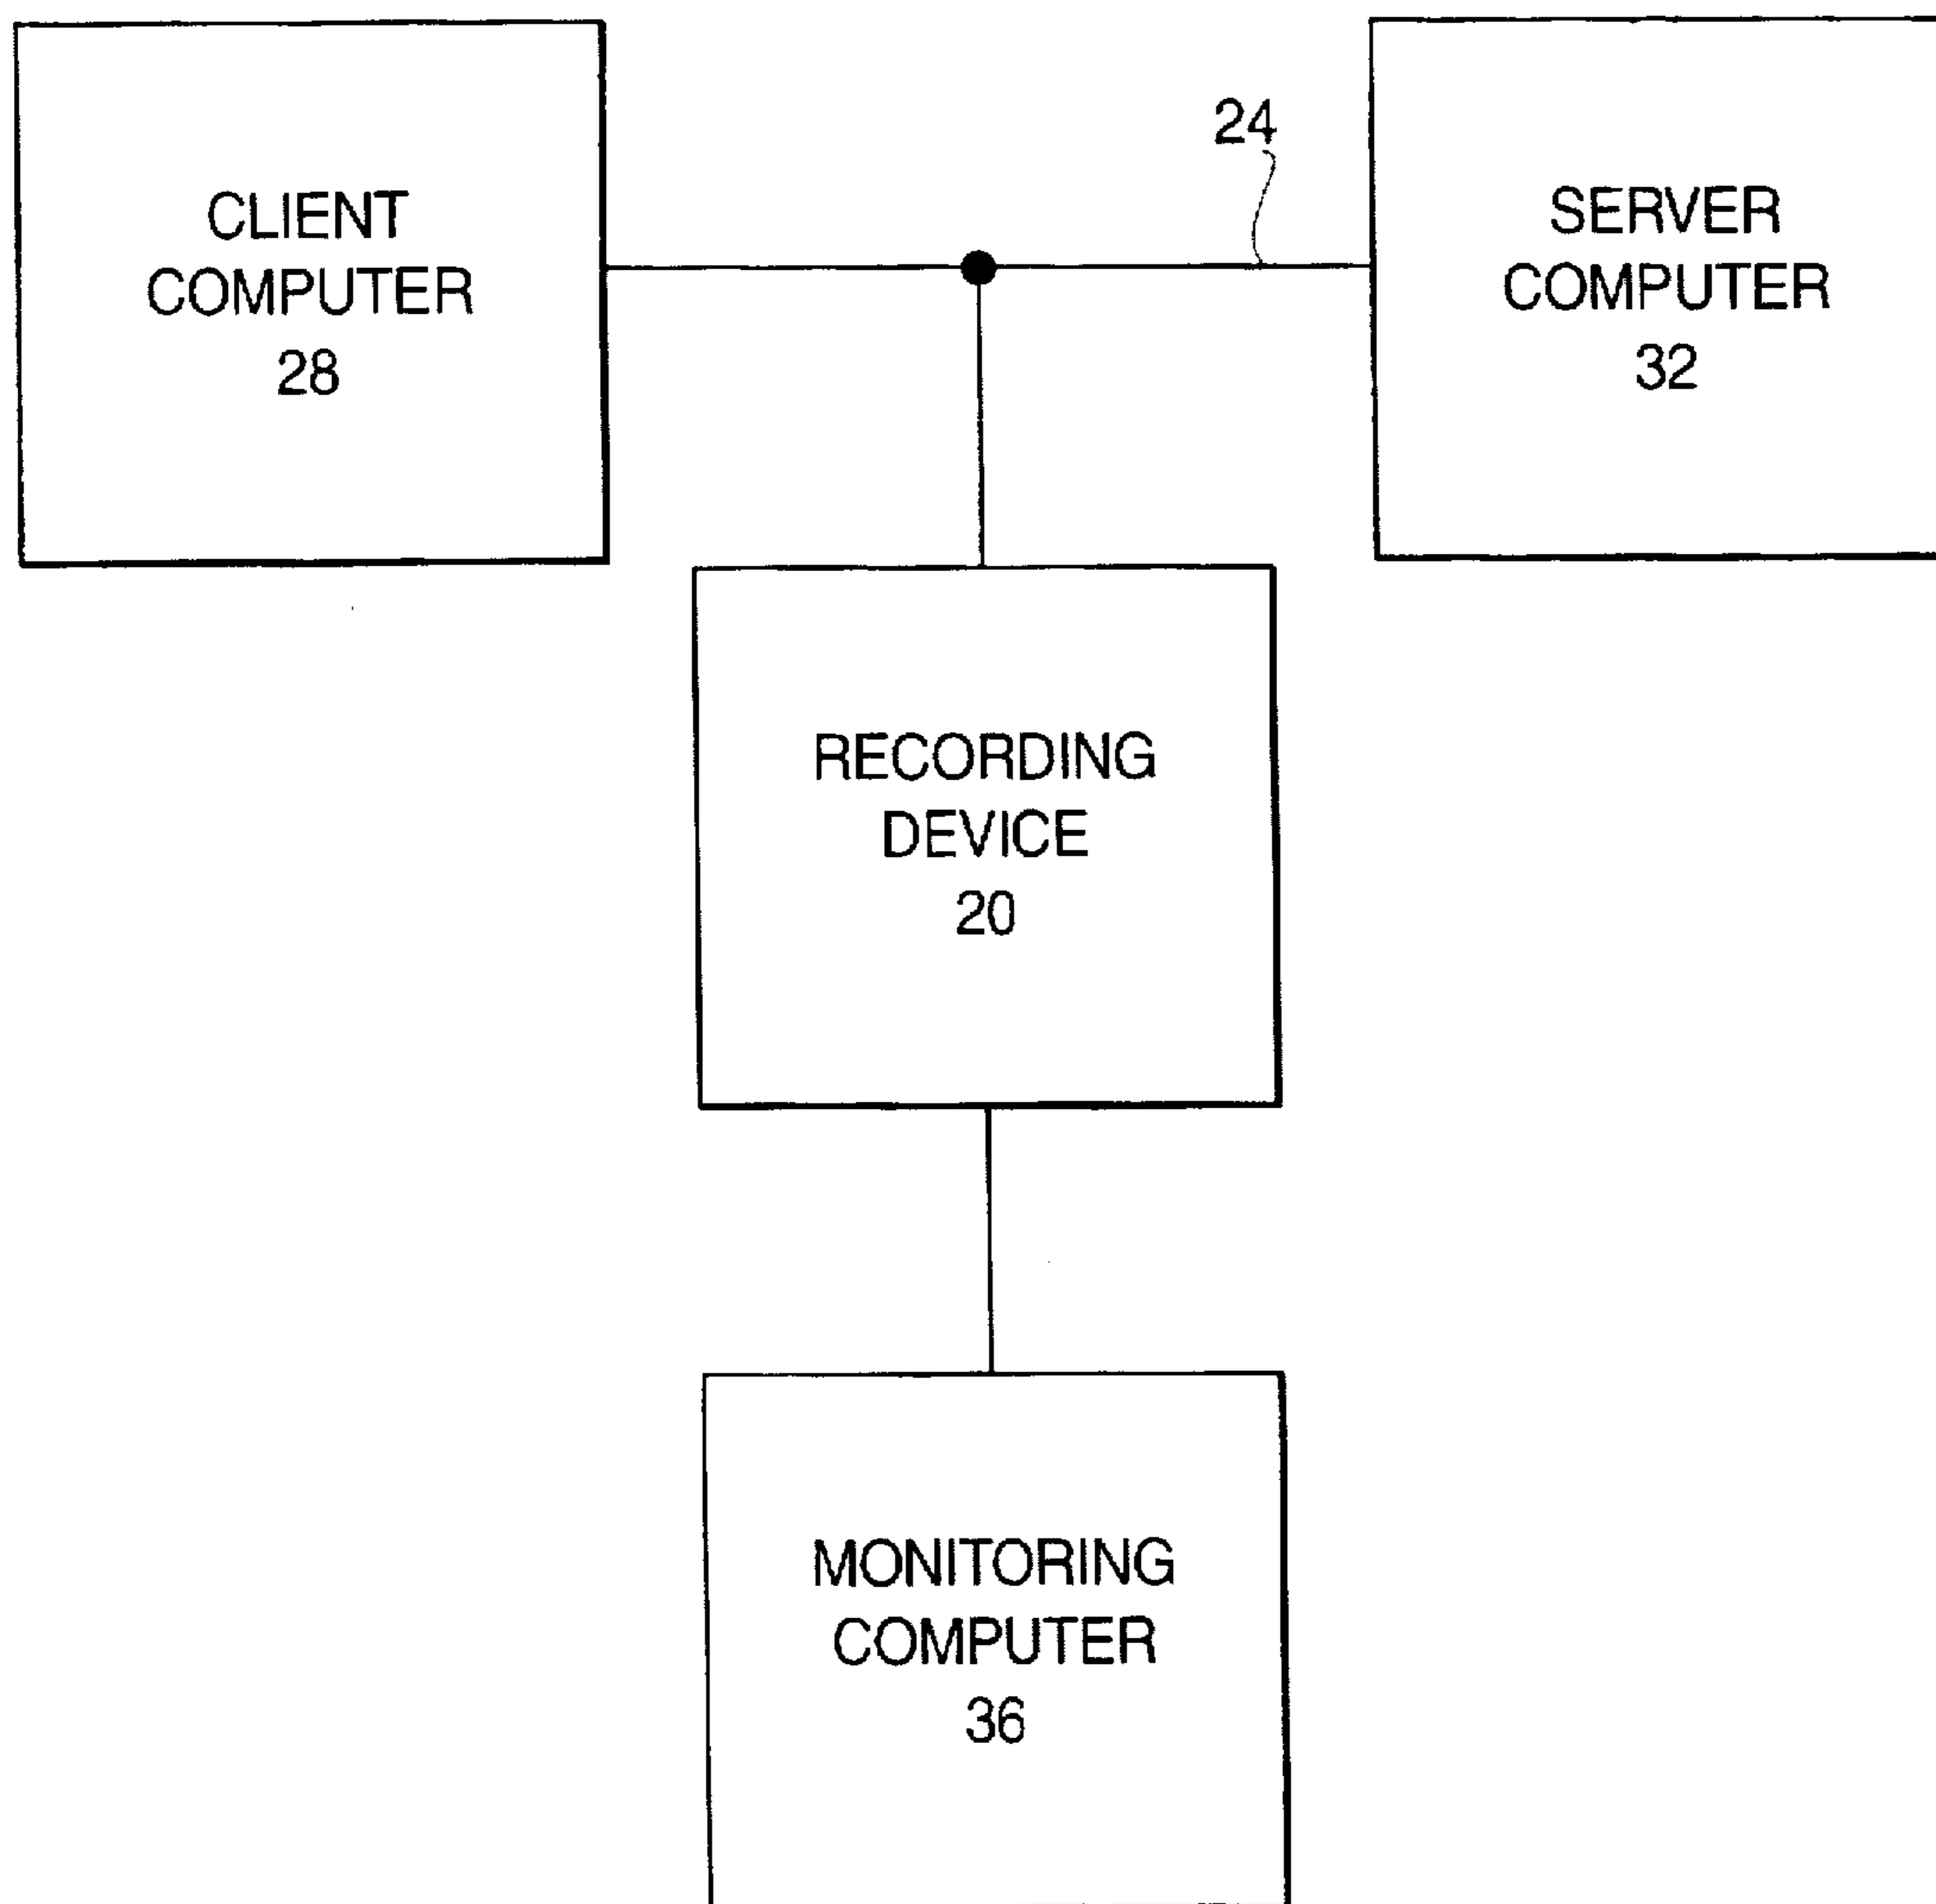 24
CLIENT
COMPUTER
28
SERVER
COMPUTER
32
RECORDING
DEVICE
20
MONITORING
COMPUTER
36